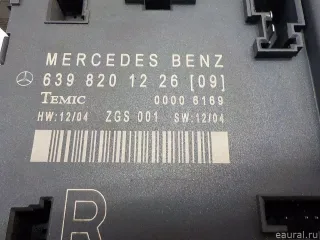 MERCEDES BENZ
639 820 12 26 [09]
TEMIC 0000 6169
HW:12/04 ZGS 001 SW:12/04
R
eaural.ru